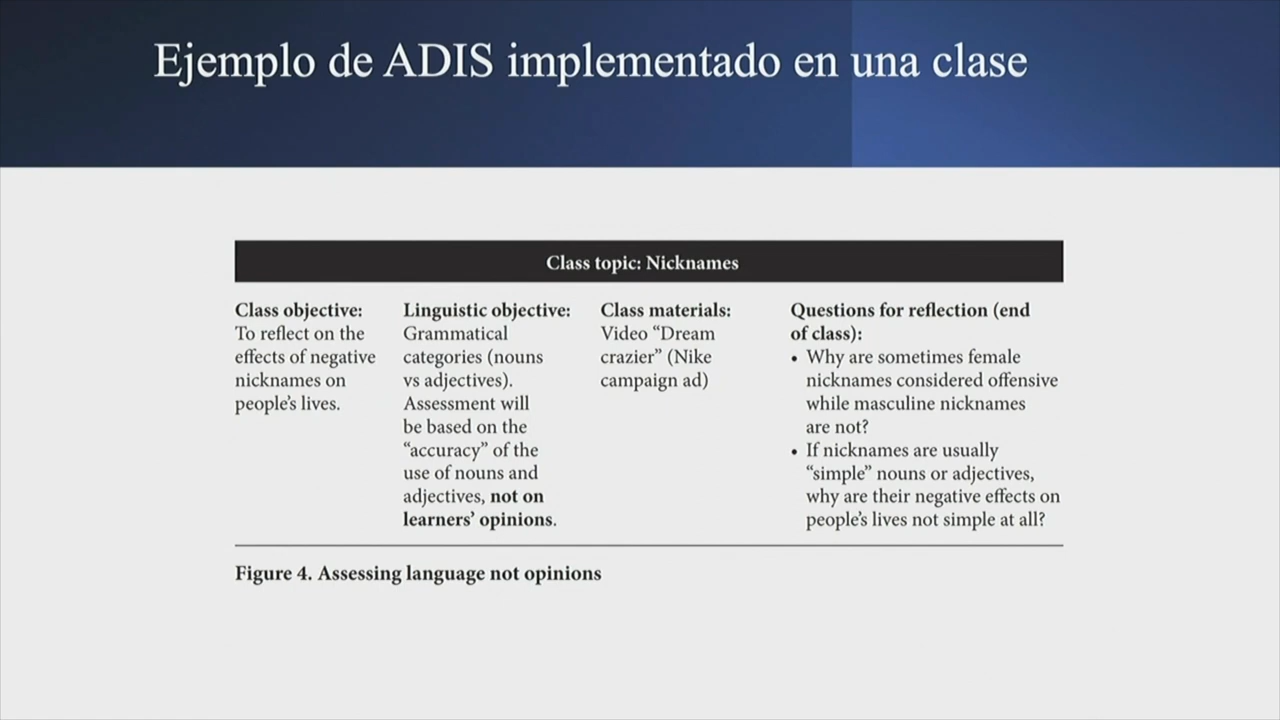 Ejemplo de ADIS implementado en una clase
Class topic: Nicknames
Class objective:
To reflect on the
effects of negative
nicknames on
people’s lives.
Linguistic objective:
Grammatical
categories (nouns
vs adjectives).
Assessment will
be based on the
“accuracy” of the
use of nouns and
adjectives, not on
learners’ opinions.
Class materials:
Video “Dream
crazier” (Nike
campaign ad)
Questions for reflection (end
of class):
• Why are sometimes female
nicknames considered offensive
while masculine nicknames
are not?
• If nicknames are usually
“simple” nouns or adjectives,
why are their negative effects on
people’s lives not simple at all?
Figure 4. Assessing language not opinions